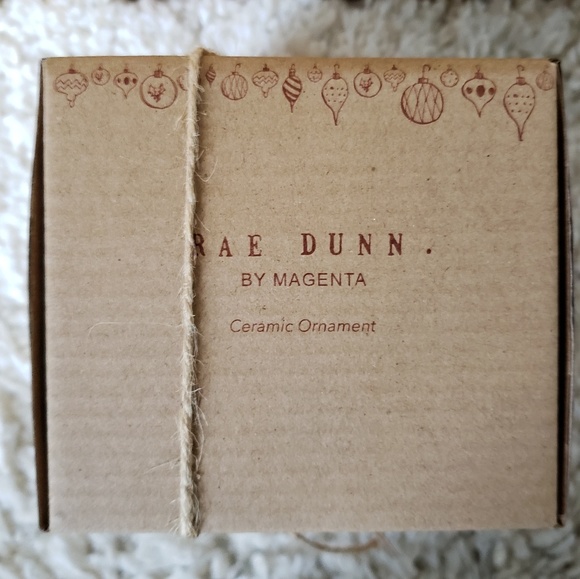 RAE DUNN.
BY MAGENTA
Ceramic Ornament